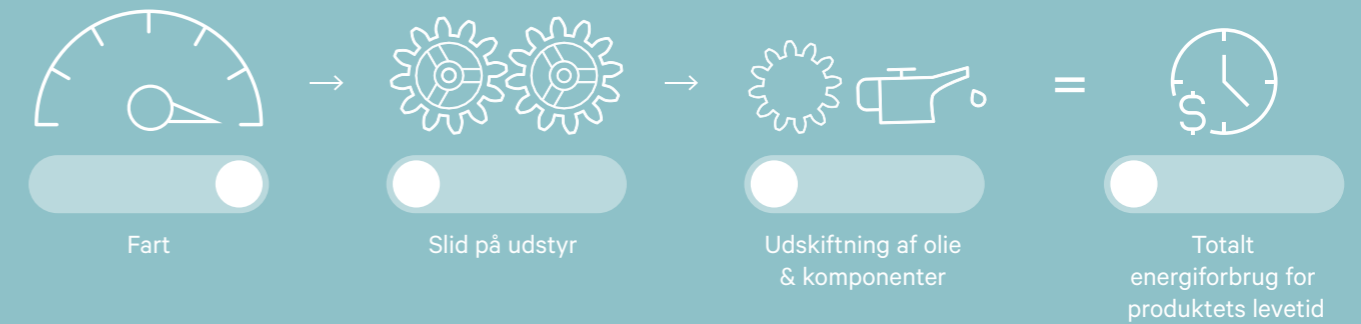 Fart
Slid på udstyr
Udskiftning af olie
& komponenter
Totalt
energiforbrug for
produktets levetid